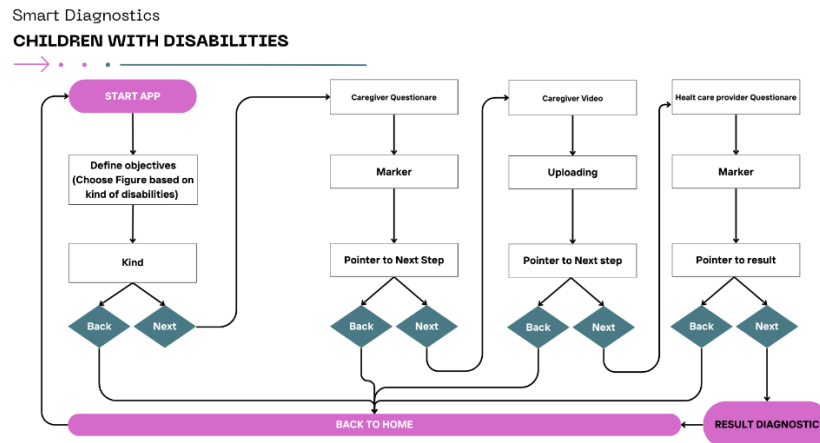 Smart Diagnostics
CHILDREN WITH DISABILITIES
START APP
Define objectives
(Choose Figure based on
kind of disabilities)
Kind
Back
Next
Caregiver Questionare
Marker
Pointer to Next Step
Back
Next
Caregiver Video
Uploading
Pointer to Next step
Back
Next
Healt care provider Questionare
Marker
Pointer to result
Back
Next
BACK TO HOME
RESULT DIAGNOSTIC